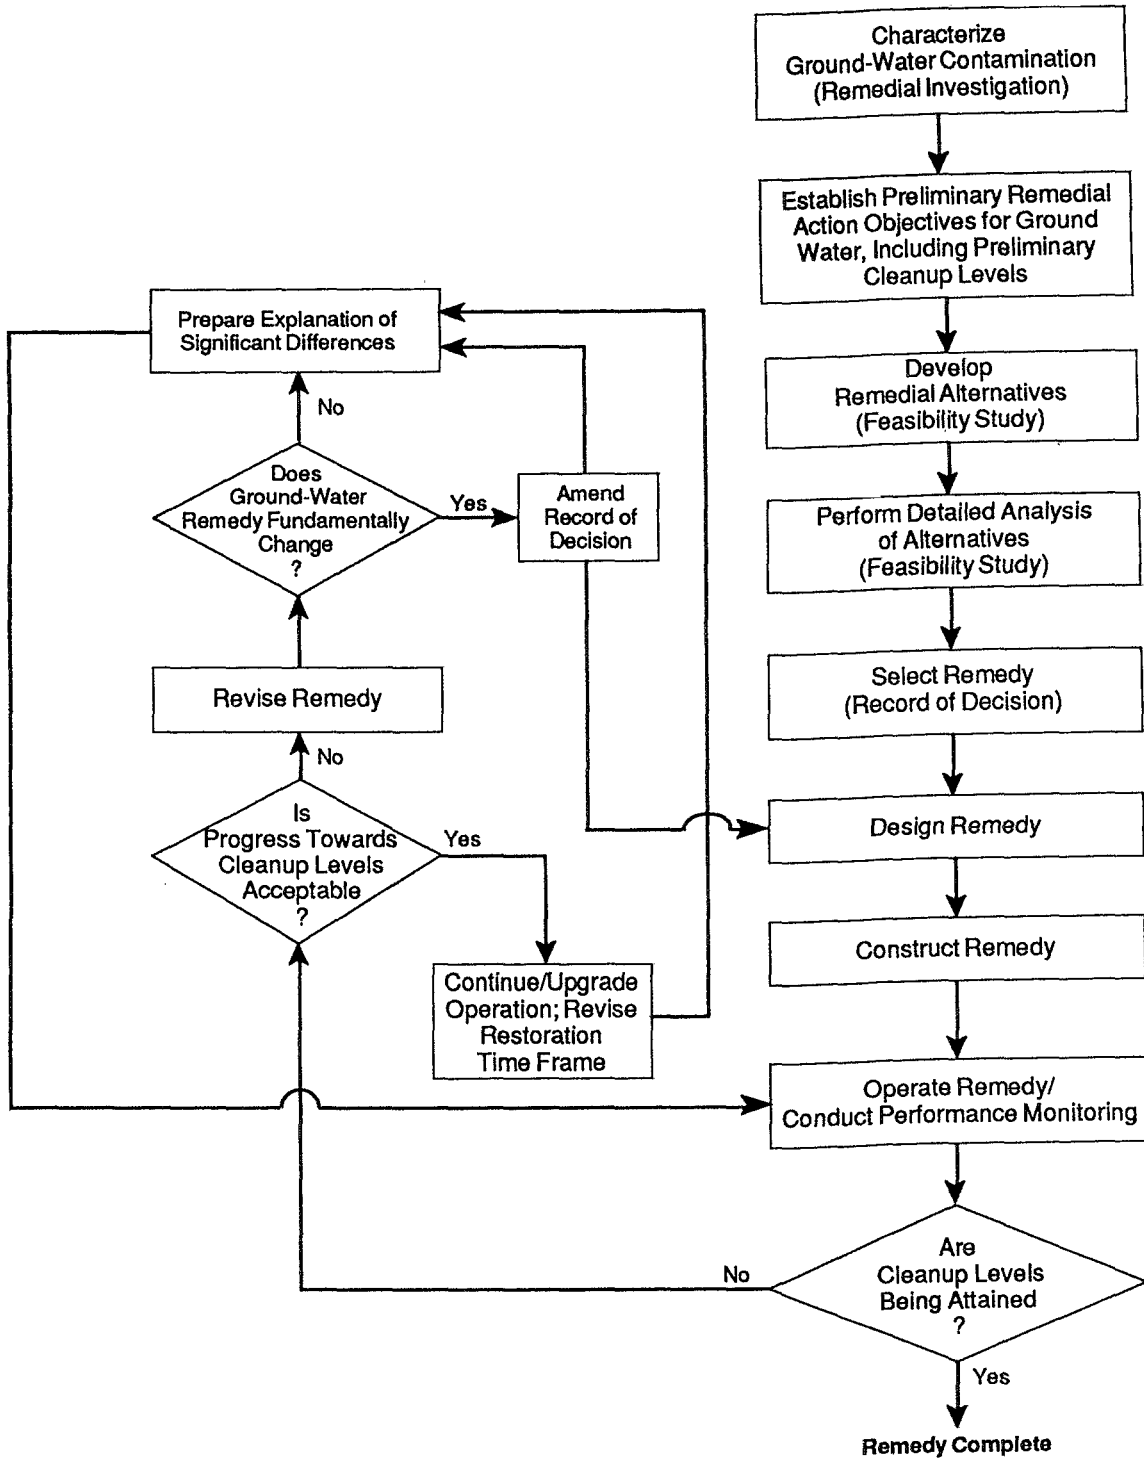 Characterize
Ground-Water Contamination
(Remedial Investigation)
Establish Preliminary Remedial
Action Objectives for Ground
Water, Including Preliminary
Cleanup Levels
Develop
Remedial Alternatives
(Feasibility Study)
Perform Detailed Analysis
of Alternatives
(Feasibility Study)
Select Remedy
(Record of Decision)
Design Remedy
Construct Remedy
Operate Remedy/
Conduct Performance Monitoring
Are
Cleanup Levels
Being Attained
?
No
Yes
Remedy Complete
Is
Progress Towards
Cleanup Levels
Acceptable
?
Yes
Continue/Upgrade
Operation; Revise
Restoration
Time Frame
No
Revise Remedy
Does
Ground-Water
Remedy Fundamentally
Change
?
Yes
Amend
Record of
Decision
No
Prepare Explanation of
Significant Differences